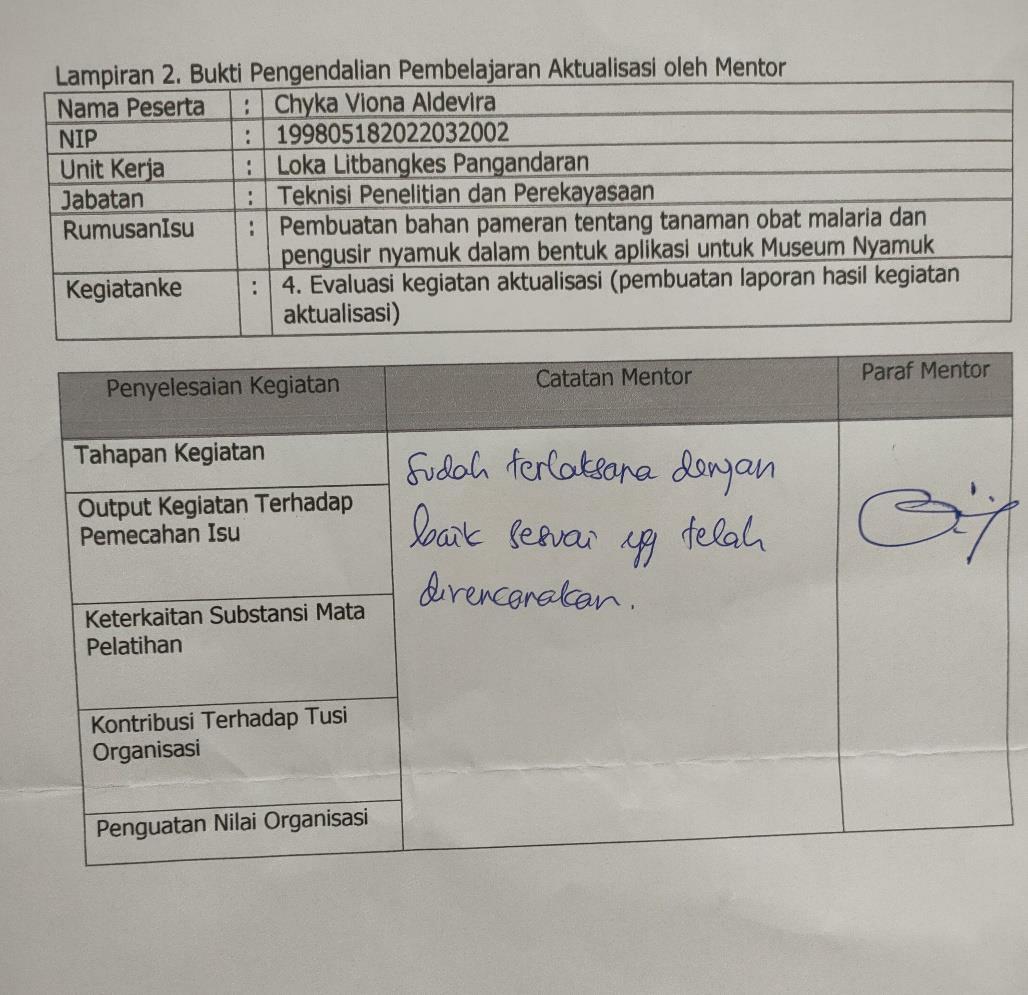 Lampiran 2. Bukti Pengendalian Pembelajaran Aktualisasi oleh Mentor
Nama Peserta : Chyka Viona Aldevira
NIP : 199805182022032002
Unit Kerja : Loka Litbangkes Pangandaran
Jabatan : Teknisi Penelitian dan Perekayasaan
RumusanIsu : Pembuatan bahan pameran tentang tanaman obat malaria dan
pengusir nyamuk dalam bentuk aplikasi untuk Museum Nyamuk
Kegiatanke : 4. Evaluasi kegiatan aktualisasi (pembuatan laporan hasil kegiatan
aktualisasi)
Penyelesaian Kegiatan Catatan Mentor Paraf Mentor
Tahapan Kegiatan
Output Kegiatan Terhadap
Pemecahan Isu
Keterkaitan Substansi Mata
Pelatihan
Kontribusi Terhadap Tusi
Organisasi
Penguatan Nilai Organisasi
Sudah terlaksana dengan
baik sesuai yg telah
direncanakan.